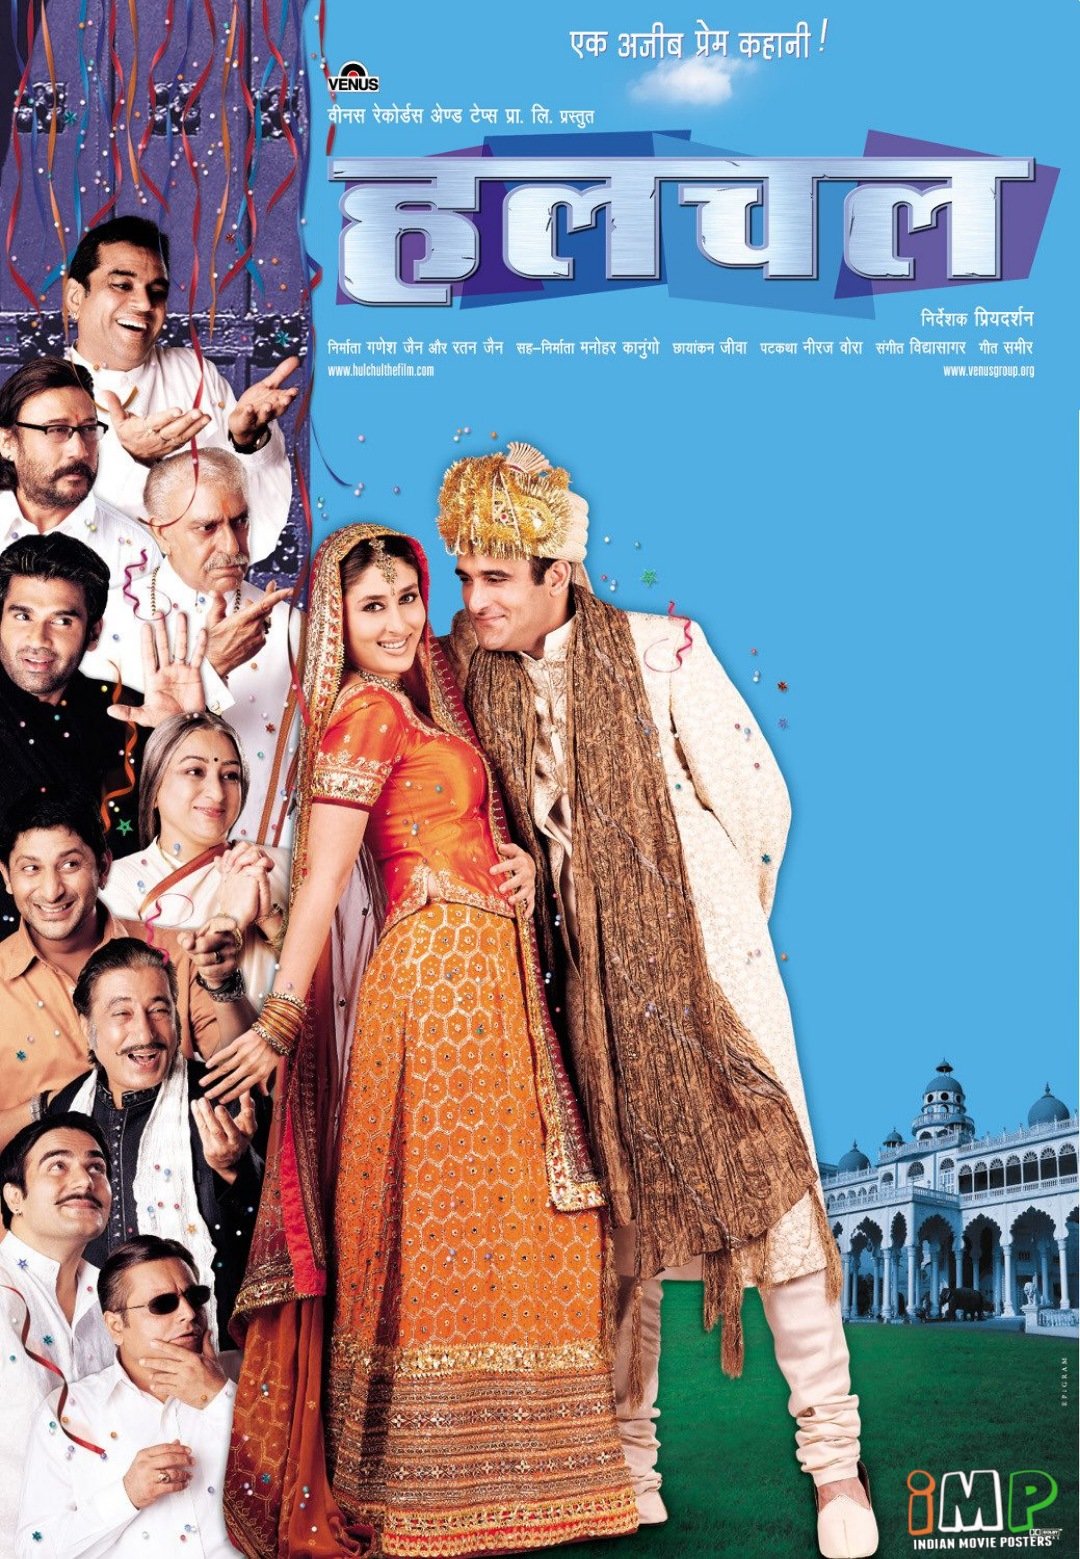 एक अजीब प्रेम कहानी!
VENUS
वीनस रेकोर्डस अेण्ड टेप्स प्रा. लि. प्रस्तुत
हलचल
निर्देशक प्रियदर्शन
निर्माता गणेश जैन और रतन जैन सह-निर्माता मनोहर कानुंगो छायांकन जीवा पटकथा नीरज वोरा संगीत विद्यासागर गीत समीर
www.hulchulthefilm.com www.venusgroup.org
EPIGRAM
iMP
INDIAN MOVIE POSTERS